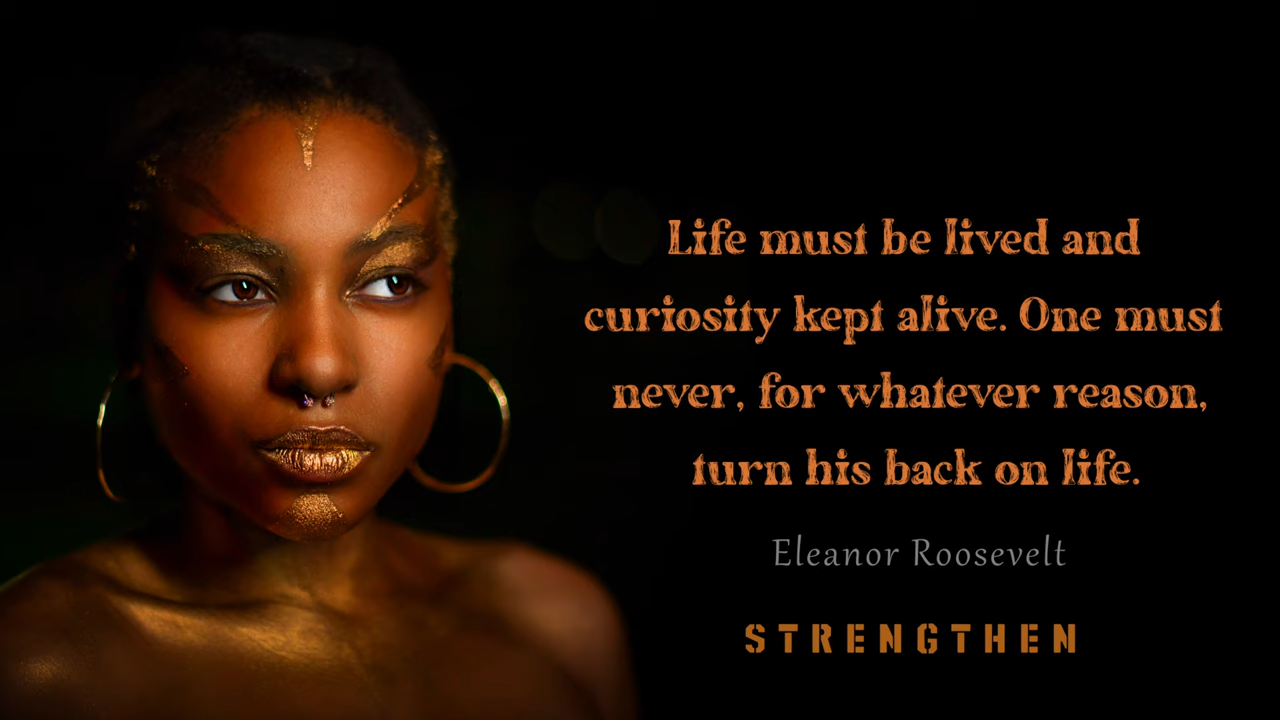 Life must be lived and
curiosity kept alive. One must
never, for whatever reason,
turn his back on life.
Eleanor Roosevelt
STRENGTHEN